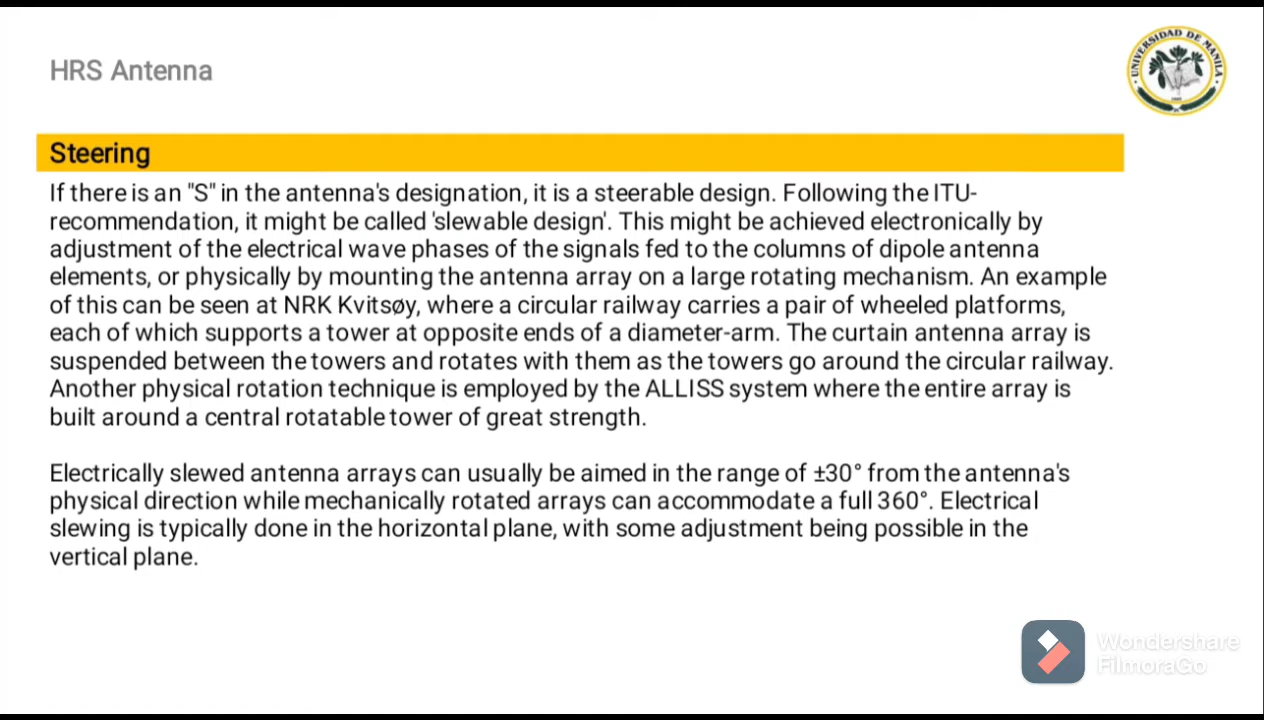 HRS Antenna
UNIVERSIDAD DE MANILA
Steering
If there is an "S" in the antenna's designation, it is a steerable design. Following the ITU-
recommendation, it might be called 'slewable design'. This might be achieved electronically by
adjustment of the electrical wave phases of the signals fed to the columns of dipole antenna
elements, or physically by mounting the antenna array on a large rotating mechanism. An example
of this can be seen at NRK Kvitsøy, where a circular railway carries a pair of wheeled platforms,
each of which supports a tower at opposite ends of a diameter-arm. The curtain antenna array is
suspended between the towers and rotates with them as the towers go around the circular railway.
Another physical rotation technique is employed by the ALLISS system where the entire array is
built around a central rotatable tower of great strength.
Electrically slewed antenna arrays can usually be aimed in the range of ±30° from the antenna's
physical direction while mechanically rotated arrays can accommodate a full 360°. Electrical
slewing is typically done in the horizontal plane, with some adjustment being possible in the
vertical plane.
Wondershare
FilmoraGo